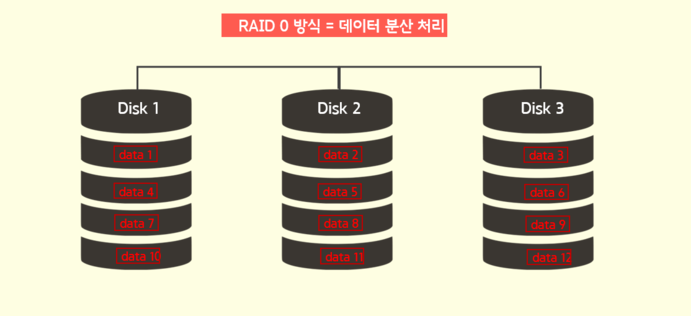 RAID 0 방식 = 데이터 분산 처리
Disk 1 Disk 2 Disk 3
data 1 data 2 data 3
data 4 data 5 data 6
data 7 data 8 data 9
data 10 data 11 data 12